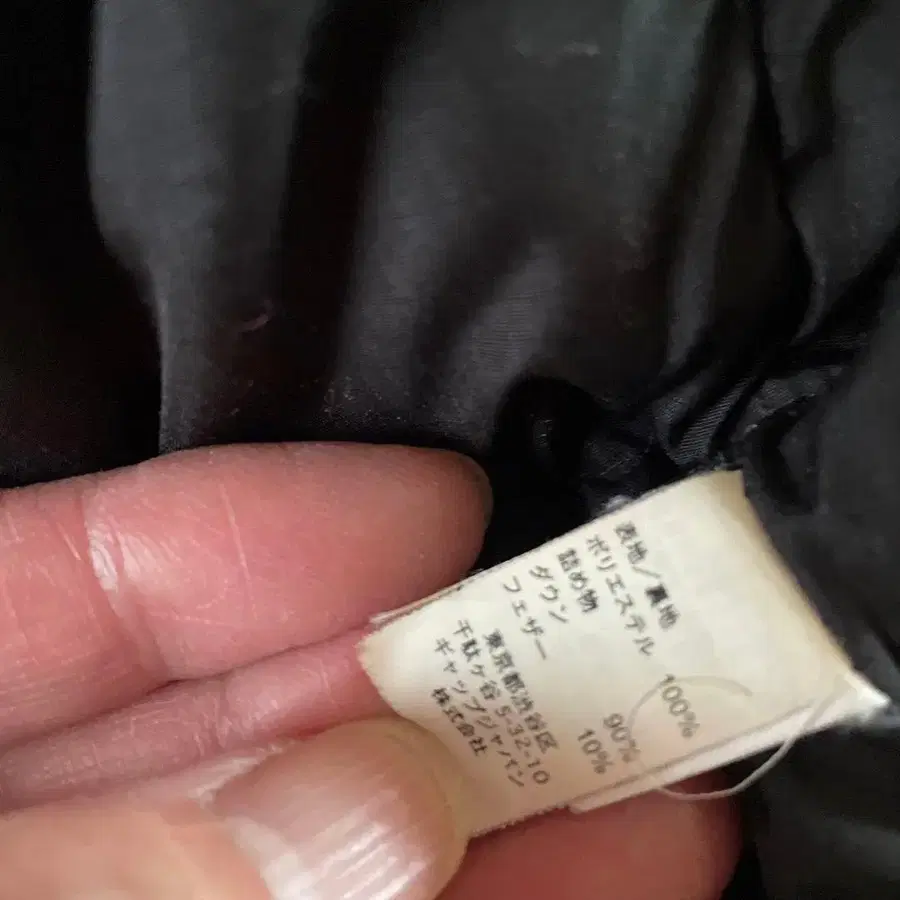 表地／裏地
ポリエステル 100%
詰め物
ダウン 90%
フェザー 10%
東京都渋谷区
千駄ヶ谷 5-32-10
ギャップジャパン
株式会社